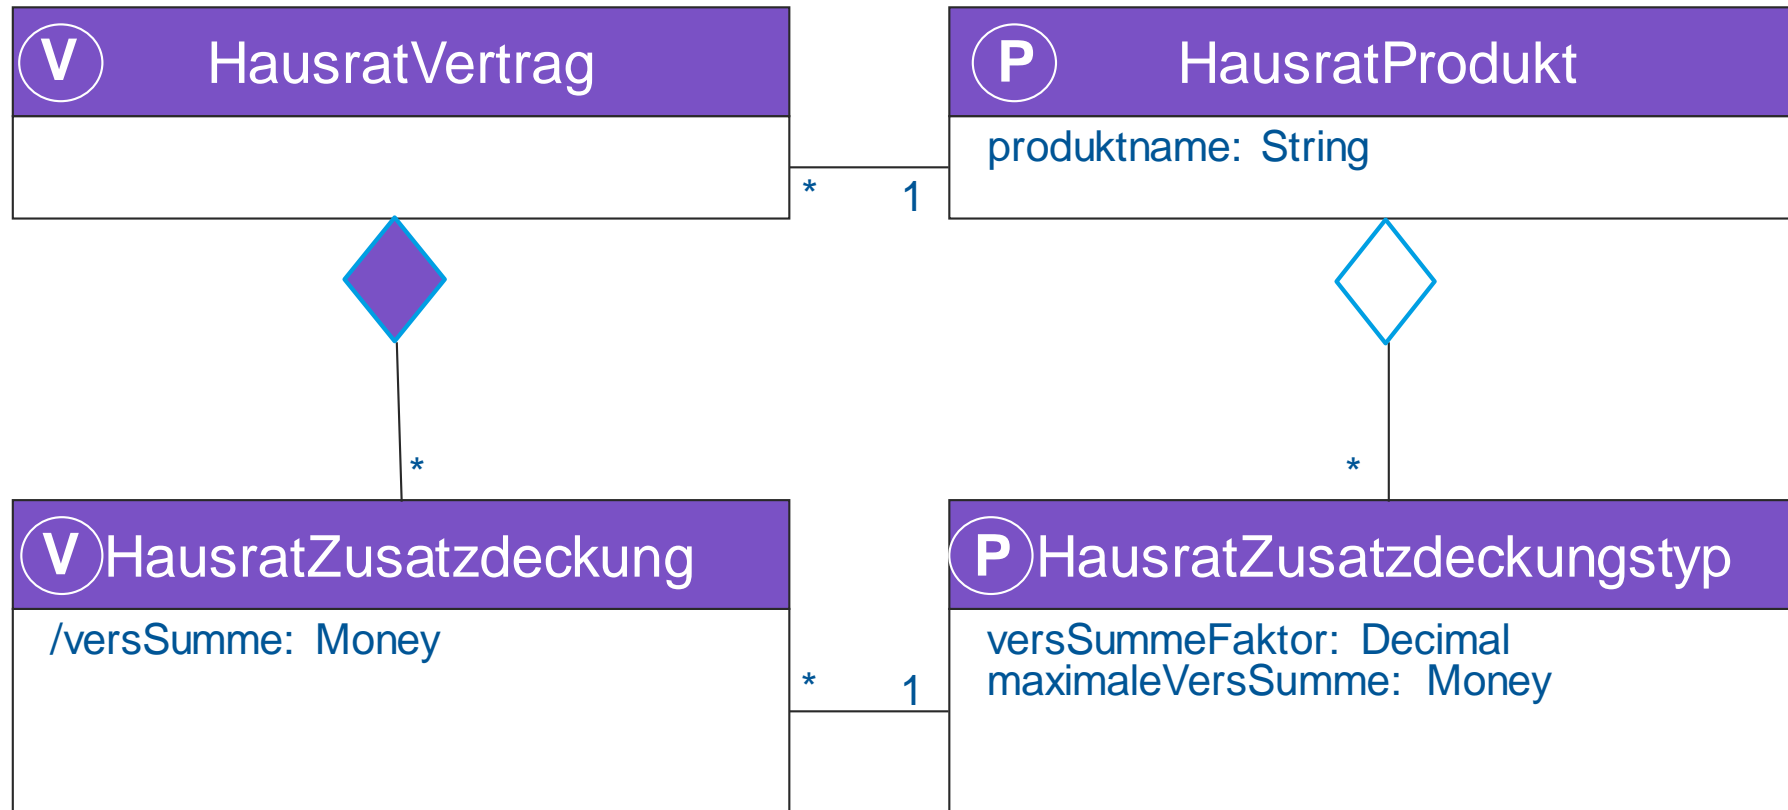 V HausratVertrag
P HausratProdukt
produktname: String
* 1
*
*
V HausratZusatzdeckung
P HausratZusatzdeckungstyp
/versSumme: Money
versSummeFaktor: Decimal
maximaleVersSumme: Money
* 1